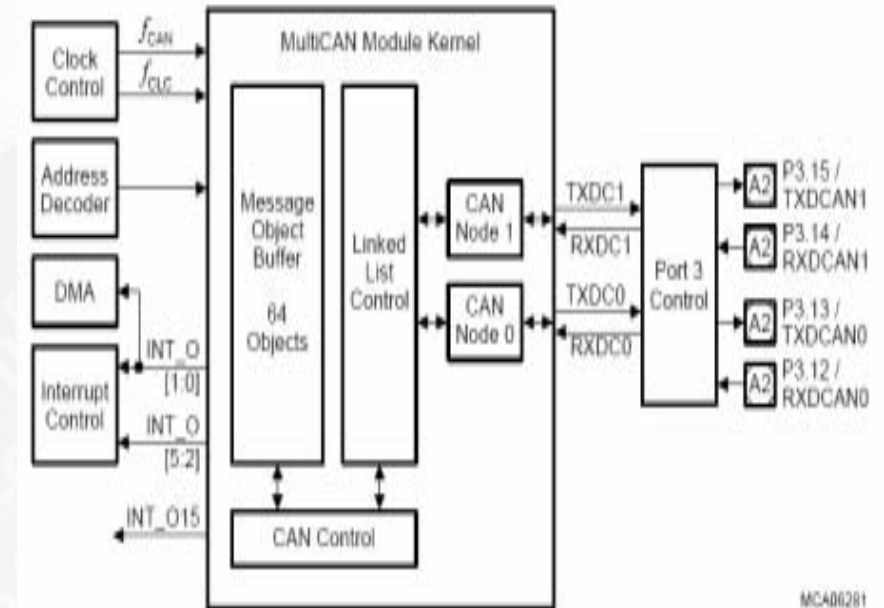 MultiCAN Module Kernel
Clock
Control
fCAN
fCLC
Address
Decoder
DMA
Interrupt
Control
INT_O
[1:0]
INT_O
[5:2]
INT_O15
Message
Object
Buffer
64
Objects
Linked
List
Control
CAN Control
CAN
Node 1
CAN
Node 0
TXDC1
RXDC1
TXDC0
RXDC0
Port 3
Control
A2
P3.15 /
TXDCAN1
A2
P3.14 /
RXDCAN1
A2
P3.13 /
TXDCAN0
A2
P3.12 /
RXDCAN0
MCA06281